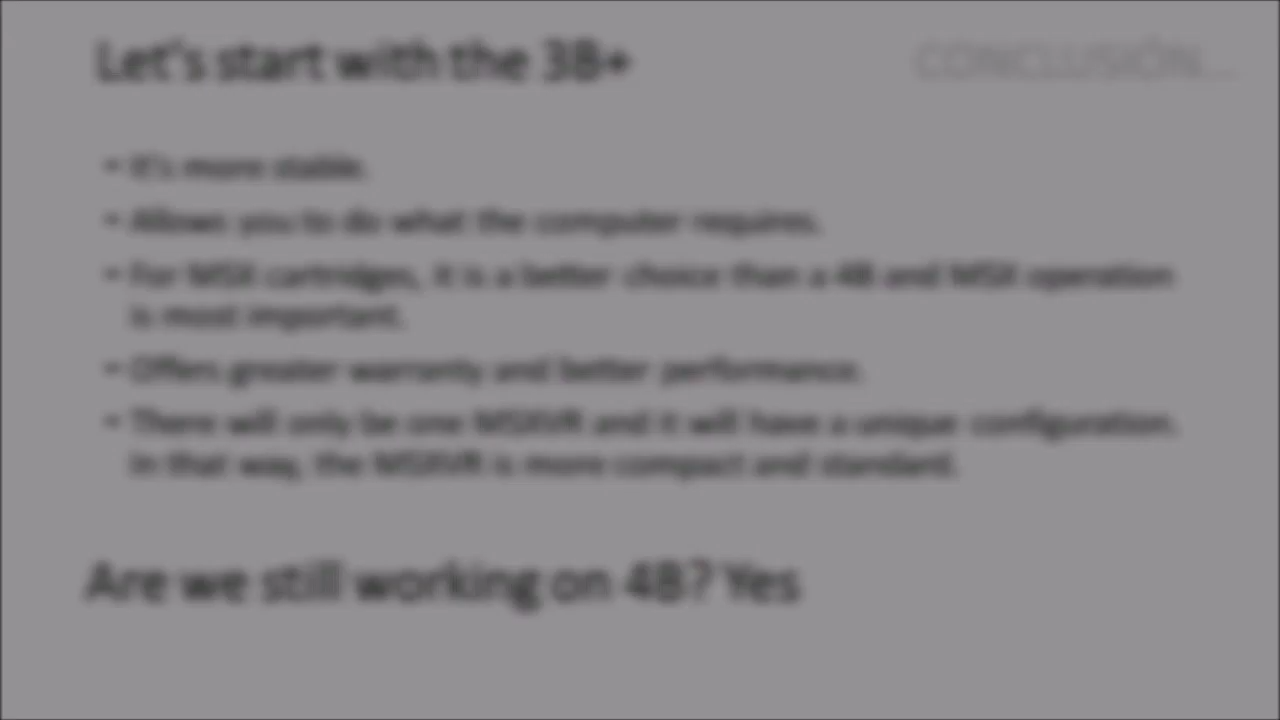 Let's start with the 3B+
CONCLUSIÓN...
• It's more stable.
• Allows you to do what the computer requires.
• For MSX cartridges, it is a better choice than a 4B and MSX operation
is most important.
• Offers greater warranty and better performance.
• There will only be one MSXVR and it will have a unique configuration.
In that way, the MSXVR is more compact and standard.
Are we still working on 4B? Yes